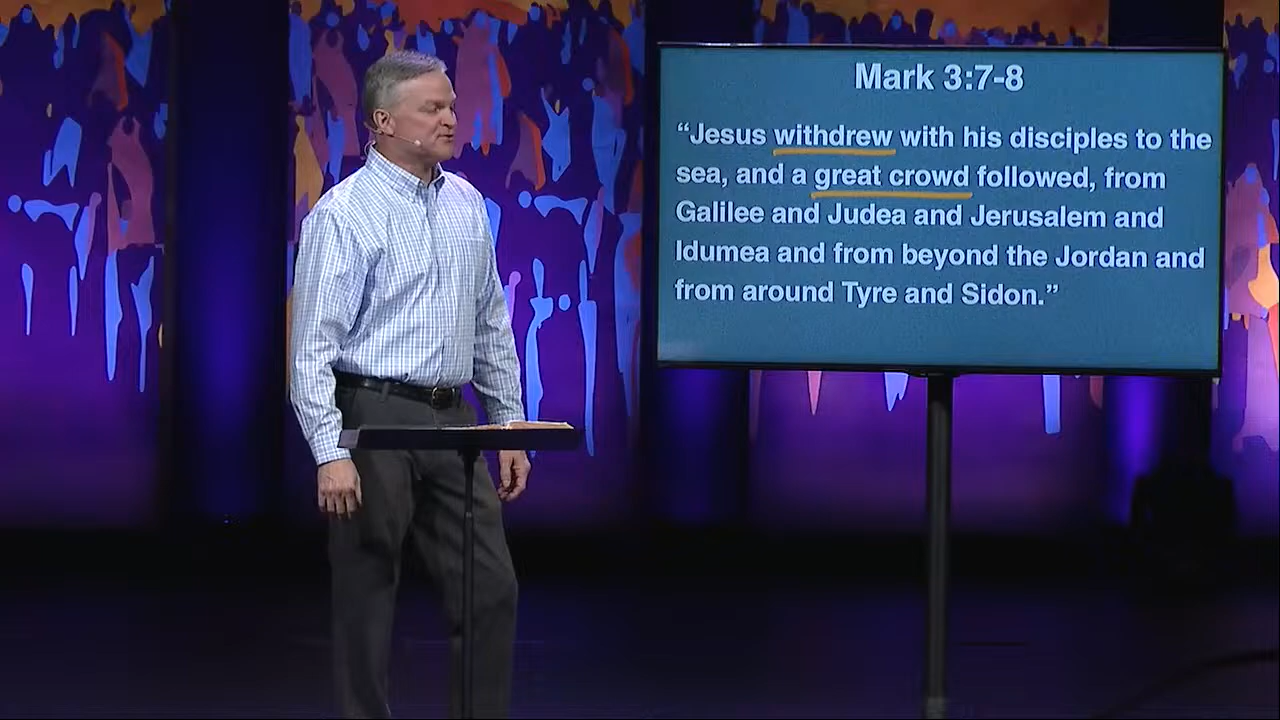 Mark 3:7-8
“Jesus withdrew with his disciples to the
sea, and a great crowd followed, from
Galilee and Judea and Jerusalem and
Idumea and from beyond the Jordan and
from around Tyre and Sidon.”